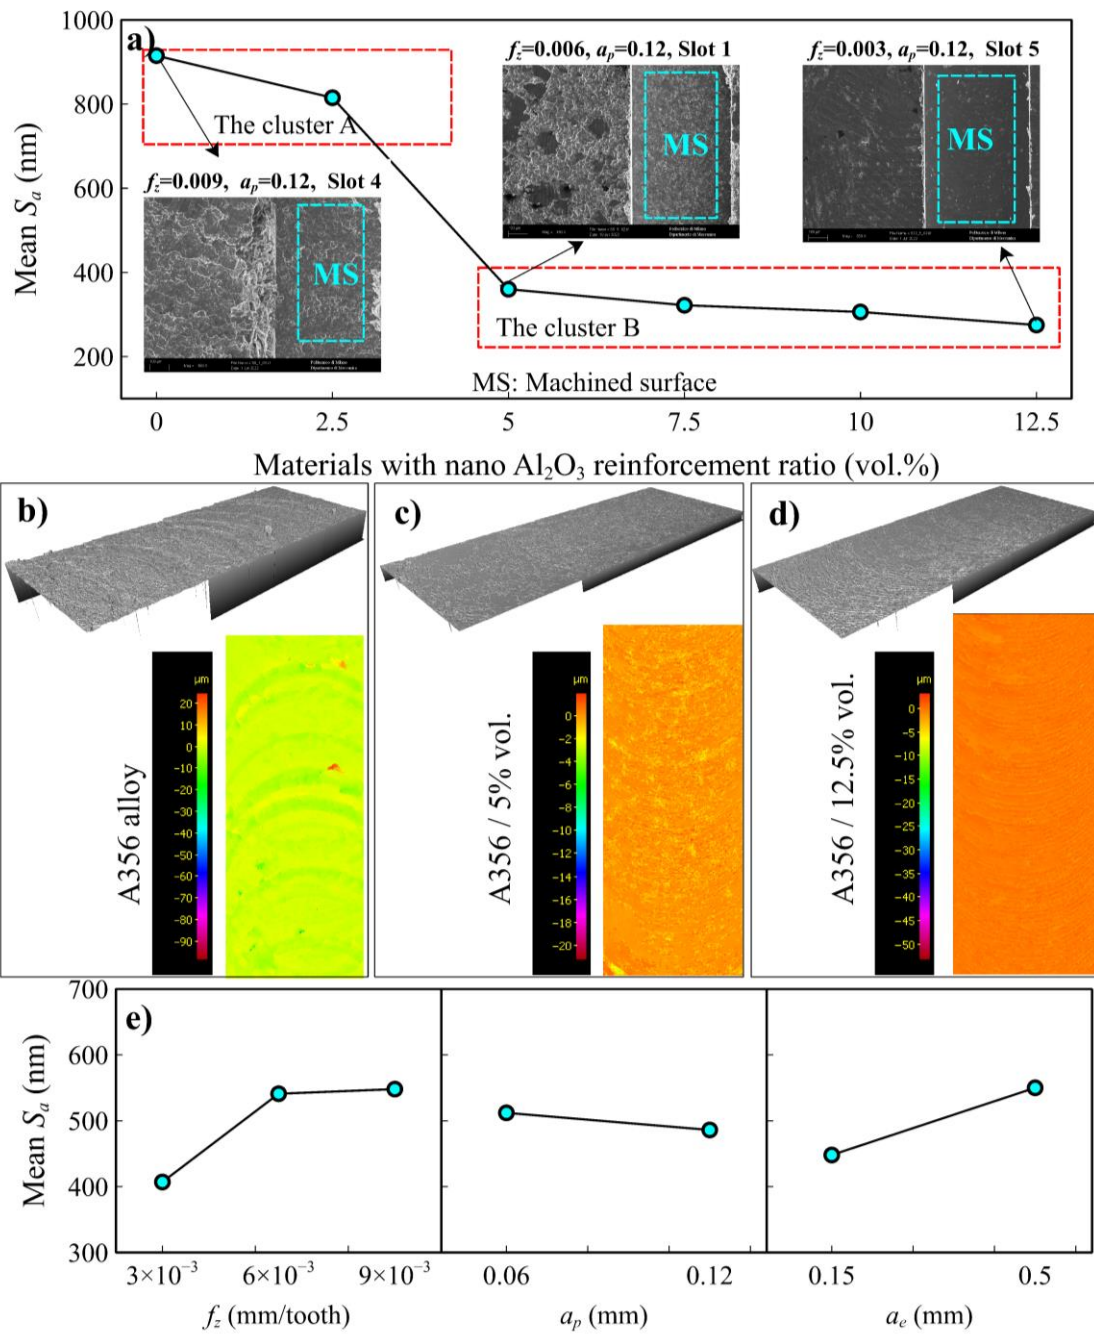 a)
1000
800
600
400
200
Mean Sa (nm)
The cluster A
fz=0.009, ap=0.12, Slot 4
MS
fz=0.006, ap=0.12, Slot 1
MS
fz=0.003, ap=0.12, Slot 5
MS
The cluster B
MS: Machined surface
0 2.5 5 7.5 10 12.5
Materials with nano Al₂O₃ reinforcement ratio (vol.%)
b)
A356 alloy
µm
20
10
0
-10
-20
-30
-40
-50
-60
-70
-80
-90
c)
A356 / 5% vol.
µm
0
-2
-4
-6
-8
-10
-12
-14
-16
-18
-20
d)
A356 / 12.5% vol.
µm
0
-5
-10
-15
-20
-25
-30
-35
-40
-45
-50
e)
700
600
500
400
300
Mean Sa (nm)
3×10⁻³ 6×10⁻³ 9×10⁻³
fz (mm/tooth)
0.06 0.12
ap (mm)
0.15 0.5
ae (mm)